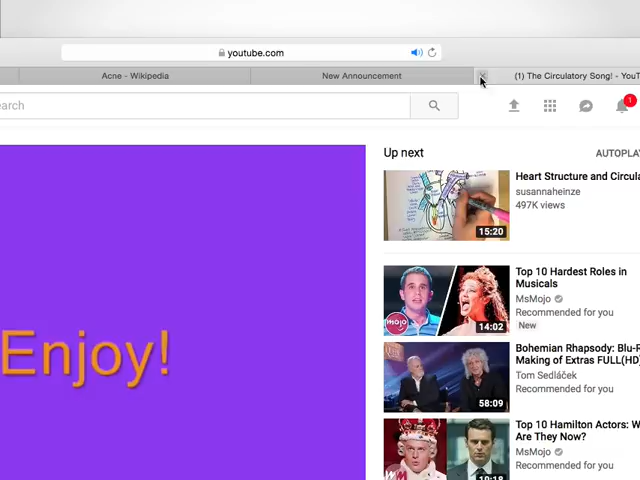 youtube.com
Acne - Wikipedia
New Announcement
(1) The Circulatory Song! - YouT
earch
1
Up next
AUTOPLA
Heart Structure and Circula
susannaheinze
497K views
15:20
Top 10 Hardest Roles in
Musicals
MsMojo
Recommended for you
New
mojo
14:02
Enjoy!
Bohemian Rhapsody: Blu-R
Making of Extras FULL(HD)
Tom Sedláček
Recommended for you
58:09
Top 10 Hamilton Actors: W
Are They Now?
MsMojo
Recommended for you
10:18